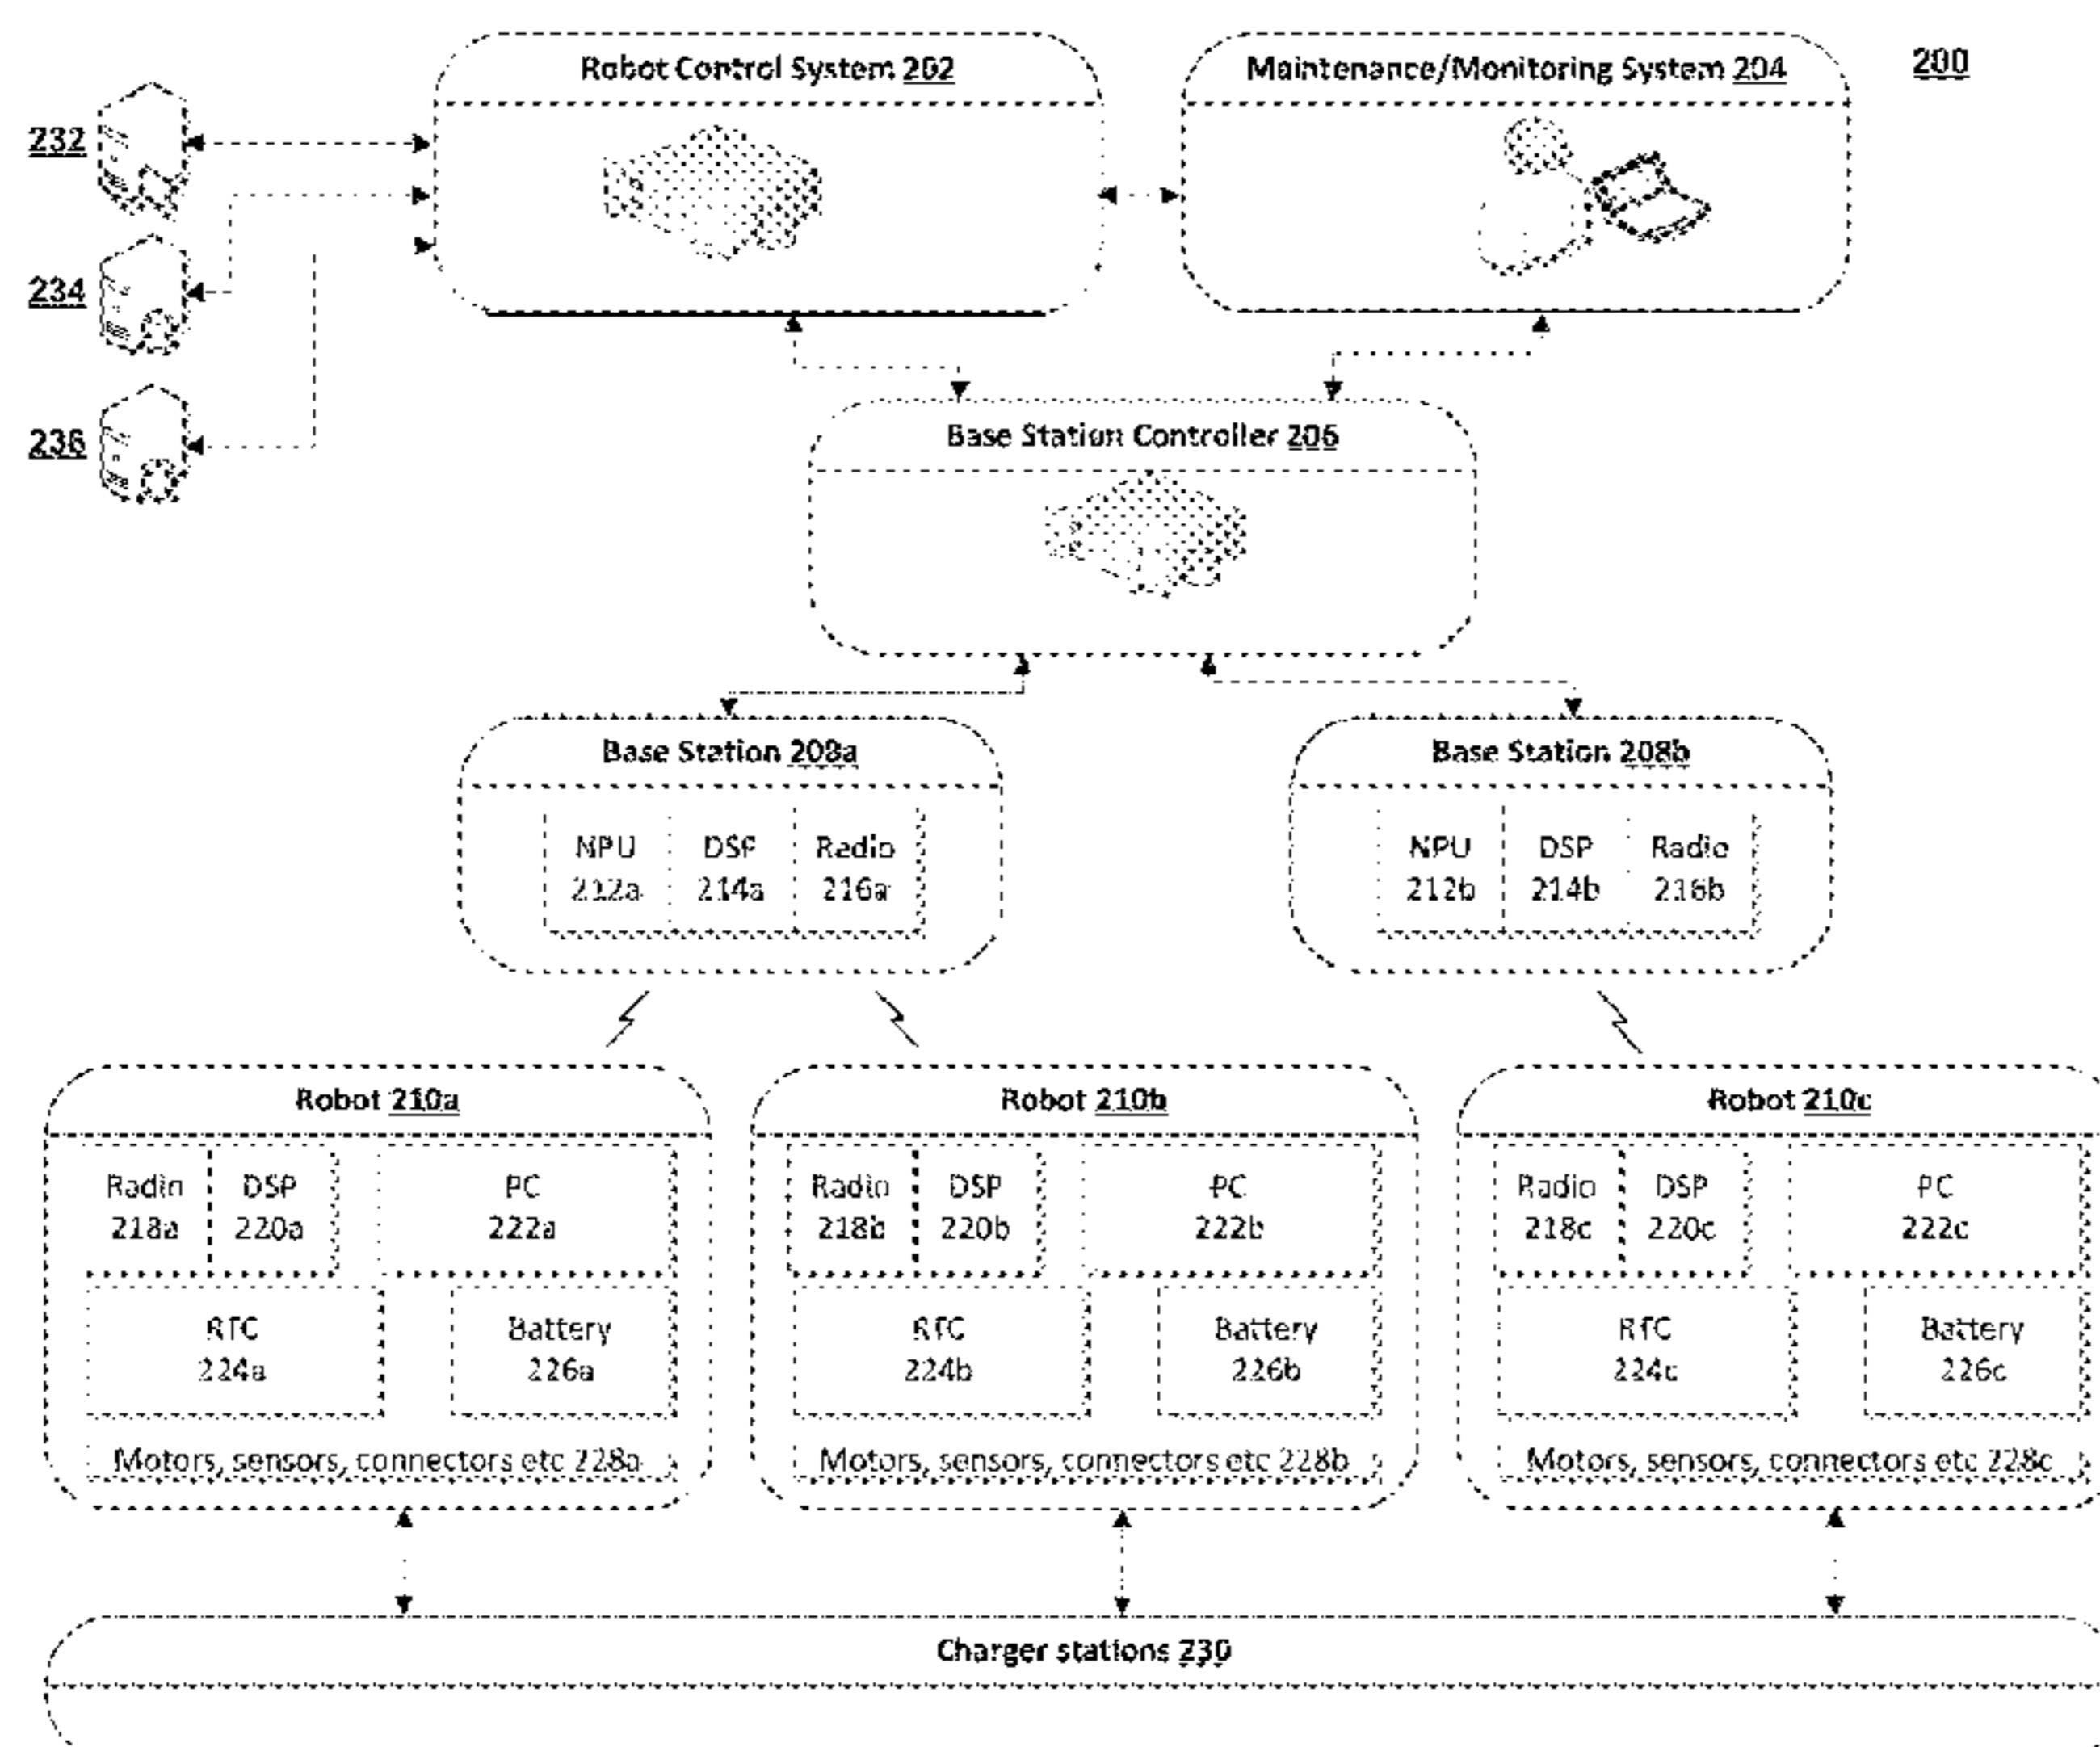 Robot Control System 202
Maintenance/Monitoring System 204
200
232
234
236
Base Station Controller 206
Base Station 208a
Base Station 208b
NPU
212a
DSP
214a
Radio
216a
NPU
212b
DSP
214b
Radio
216b
Robot 210a
Robot 210b
Robot 210c
Radio
218a
DSP
220a
PC
222a
Radio
218b
DSP
220b
PC
222b
Radio
218c
DSP
220c
PC
222c
RTC
224a
Battery
226a
RTC
224b
Battery
226b
RTC
224c
Battery
226c
Motors, sensors, connectors etc 228a
Motors, sensors, connectors etc 228b
Motors, sensors, connectors etc 228c
Charger stations 230